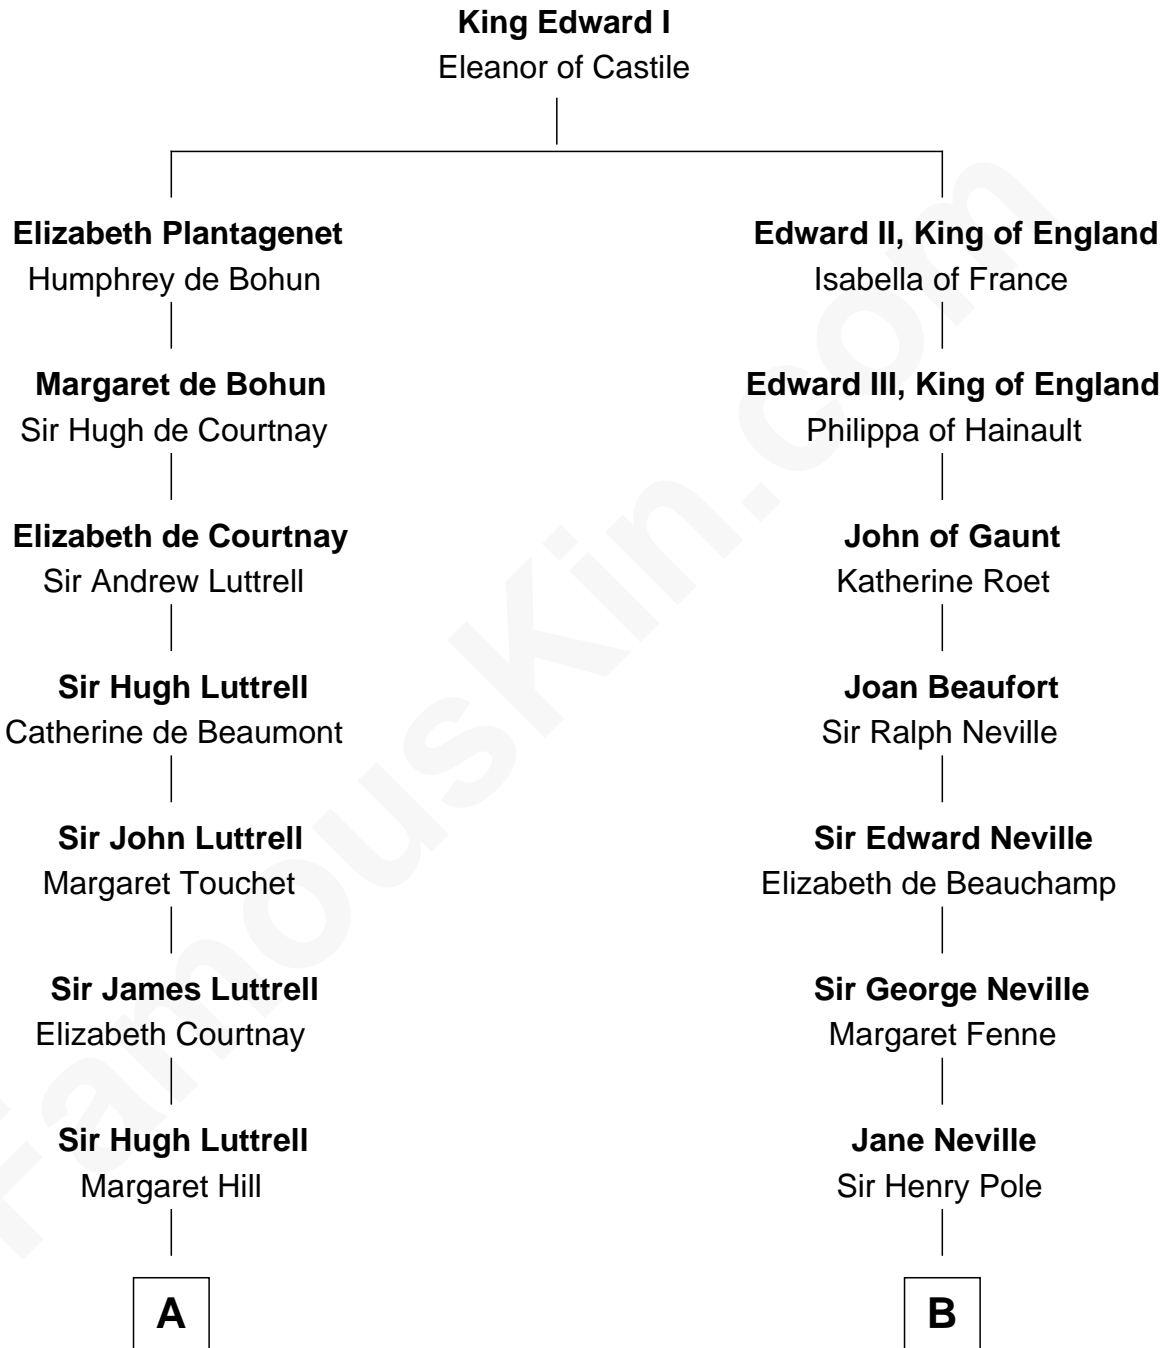 King Edward I
Eleanor of Castile
Elizabeth Plantagenet
Humphrey de Bohun
Edward II, King of England
Isabella of France
Margaret de Bohun
Sir Hugh de Courtnay
Edward III, King of England
Philippa of Hainault
Elizabeth de Courtnay
Sir Andrew Luttrell
John of Gaunt
Katherine Roet
Sir Hugh Luttrell
Catherine de Beaumont
Joan Beaufort
Sir Ralph Neville
Sir John Luttrell
Margaret Touchet
Sir Edward Neville
Elizabeth de Beauchamp
Sir James Luttrell
Elizabeth Courtnay
Sir George Neville
Margaret Fenne
Sir Hugh Luttrell
Margaret Hill
Jane Neville
Sir Henry Pole
A
B
FamousKin.com